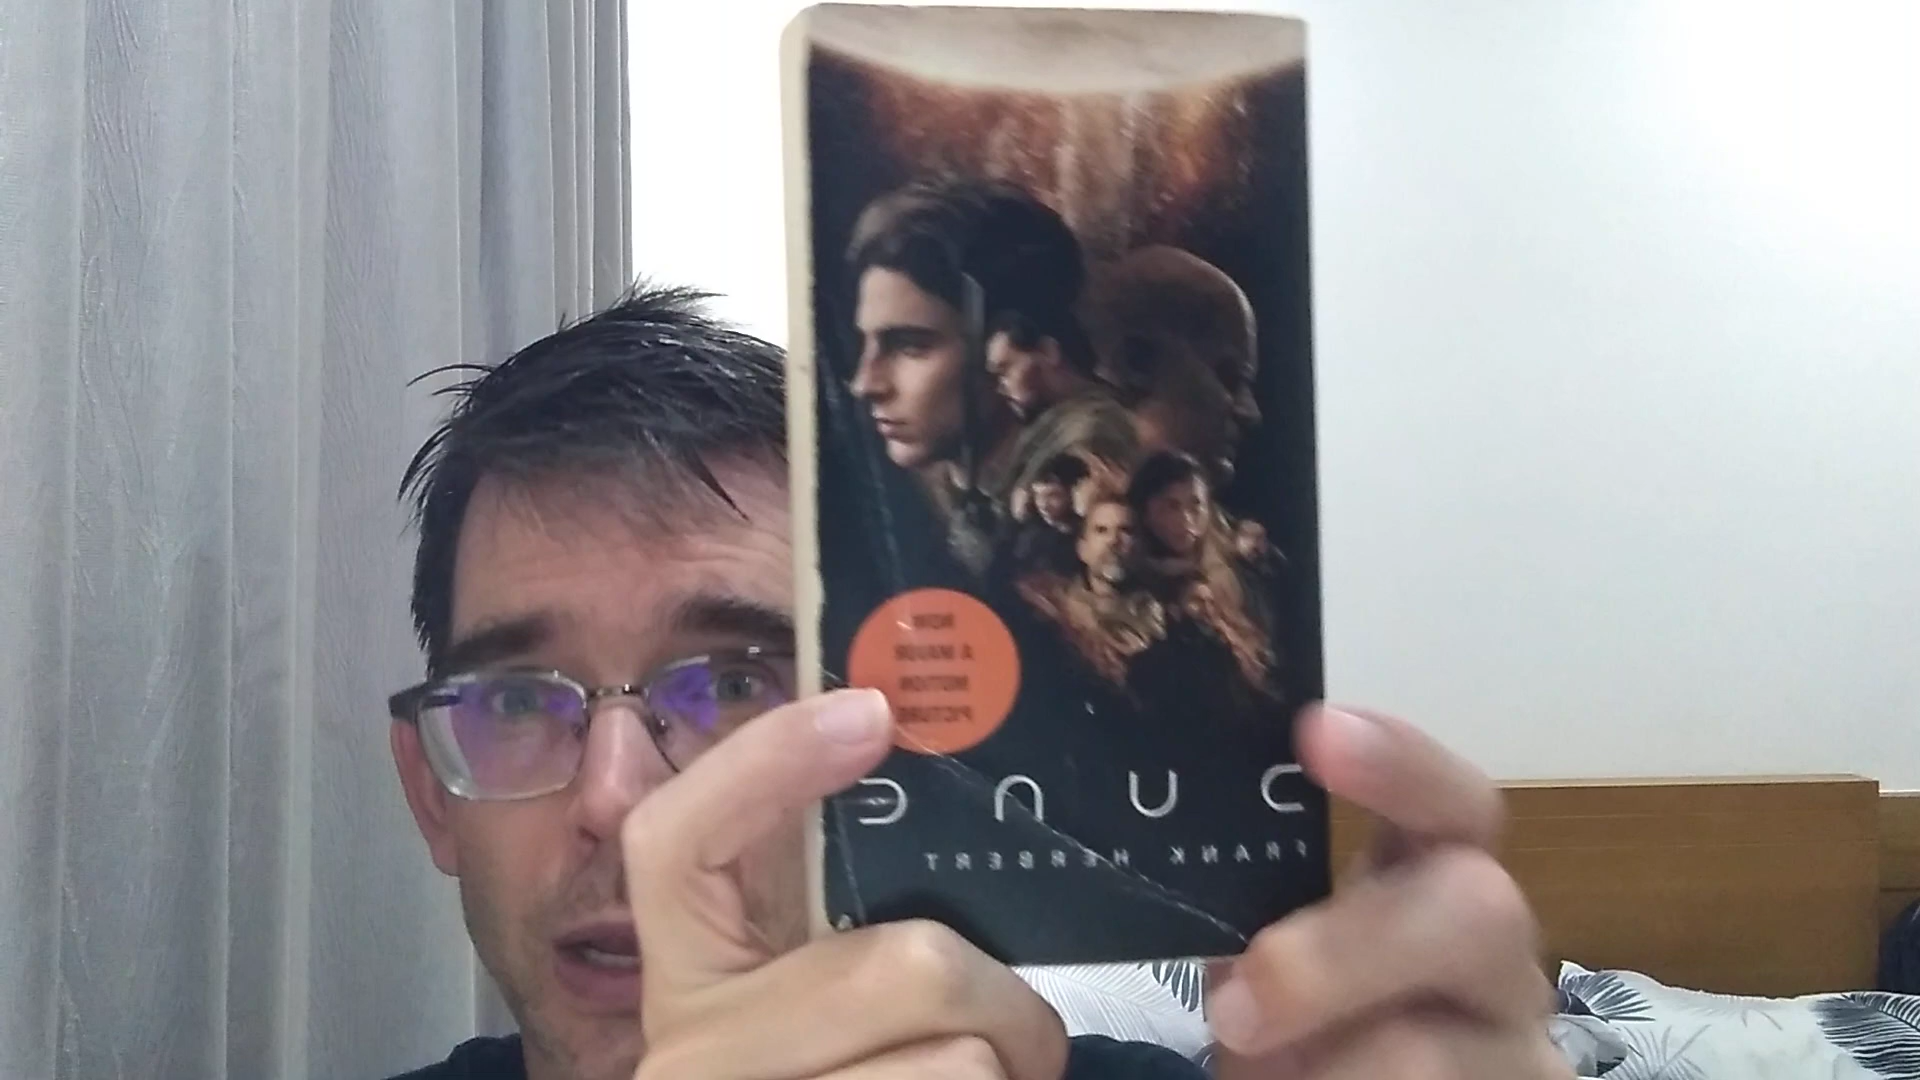 NOW
A MAJOR
MOTION
PICTURE
DUNE
FRANK HERBERT